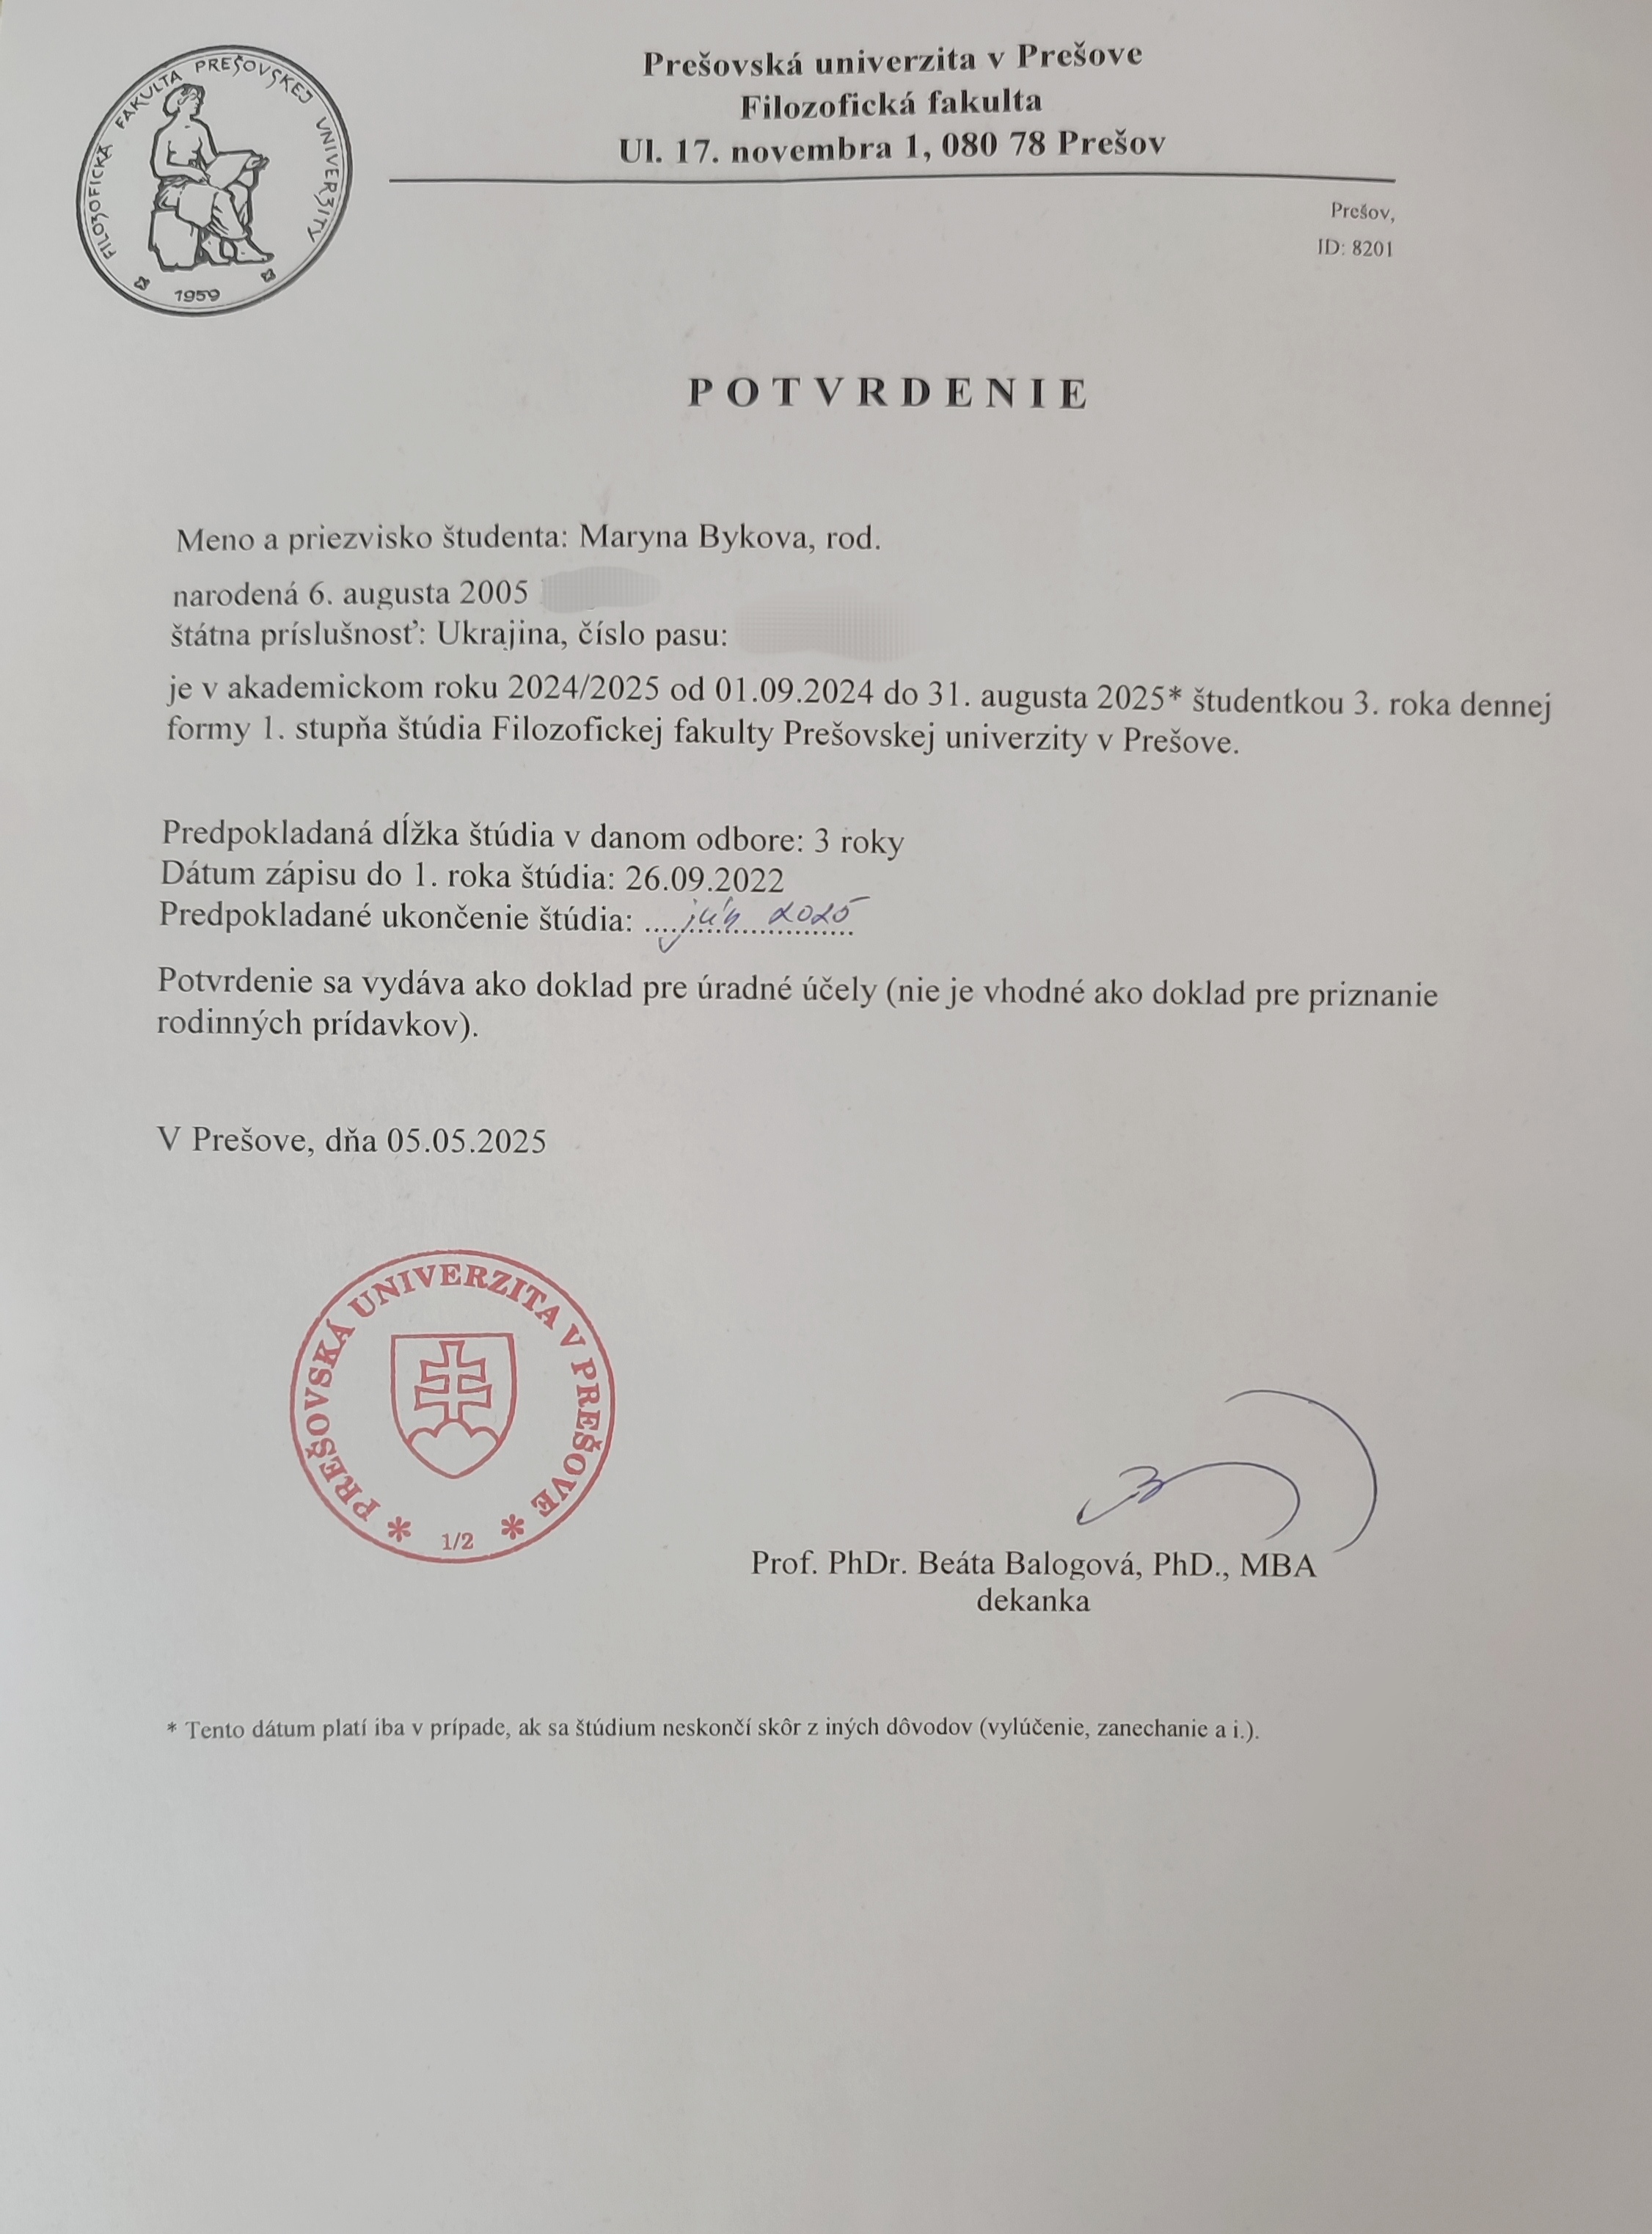 FILOZOFICKÁ FAKULTA PREŠOVSKEJ UNIVERZITY
1959
Prešovská univerzita v Prešove
Filozofická fakulta
Ul. 17. novembra 1, 080 78 Prešov
Prešov,
ID: 8201
POTVRDENIE
Meno a priezvisko študenta: Maryna Bykova, rod.
narodená 6. augusta 2005
štátna príslušnosť: Ukrajina, číslo pasu:
je v akademickom roku 2024/2025 od 01.09.2024 do 31. augusta 2025* študentkou 3. roka dennej
formy 1. stupňa štúdia Filozofickej fakulty Prešovskej univerzity v Prešove.
Predpokladaná dĺžka štúdia v danom odbore: 3 roky
Dátum zápisu do 1. roka štúdia: 26.09.2022
Predpokladané ukončenie štúdia: jún 2025
Potvrdenie sa vydáva ako doklad pre úradné účely (nie je vhodné ako doklad pre priznanie
rodinných prídavkov).
V Prešove, dňa 05.05.2025
PREŠOVSKÁ UNIVERZITA V PREŠOVE
* 1/2 *
Prof. PhDr. Beáta Balogová, PhD., MBA
dekanka
* Tento dátum platí iba v prípade, ak sa štúdium neskončí skôr z iných dôvodov (vylúčenie, zanechanie a i.).